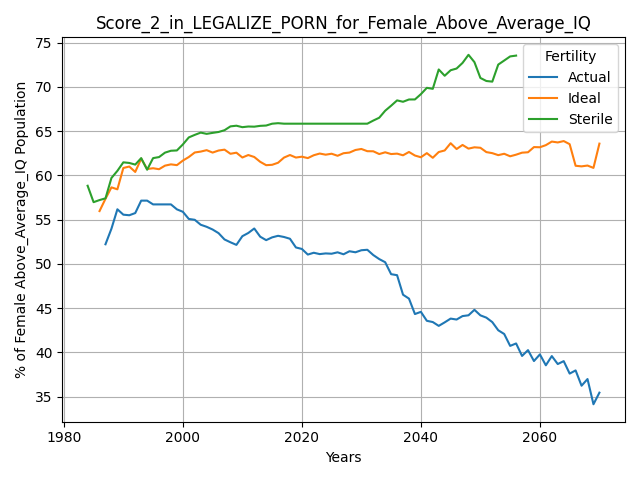 Score_2_in_LEGALIZE_PORN_for_Female_Above_Average_IQ
% of Female Above_Average_IQ Population
75
70
65
60
55
50
45
40
35
1980
2000
2020
2040
2060
Years
Fertility
Actual
Ideal
Sterile